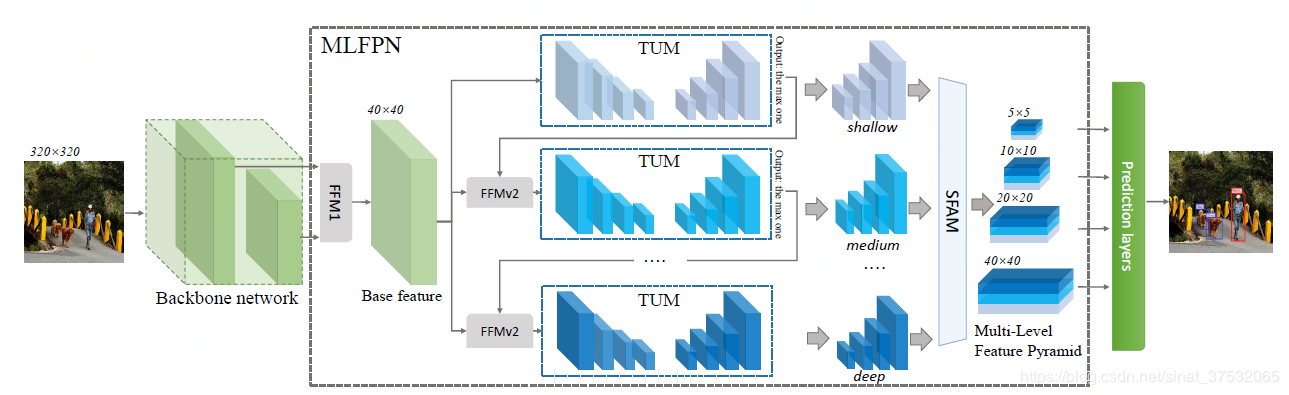 MLFPN
TUM
Output: the max one
40×40
shallow
5×5
320×320
10×10
TUM
Output: the max one
FFM1
FFMv2
SFAM
Prediction layers
20×20
medium
40×40
....
....
Backbone network
Base feature
TUM
FFMv2
Multi-Level
Feature Pyramid
deep
https://blog.csdn.net/sinat_37532065